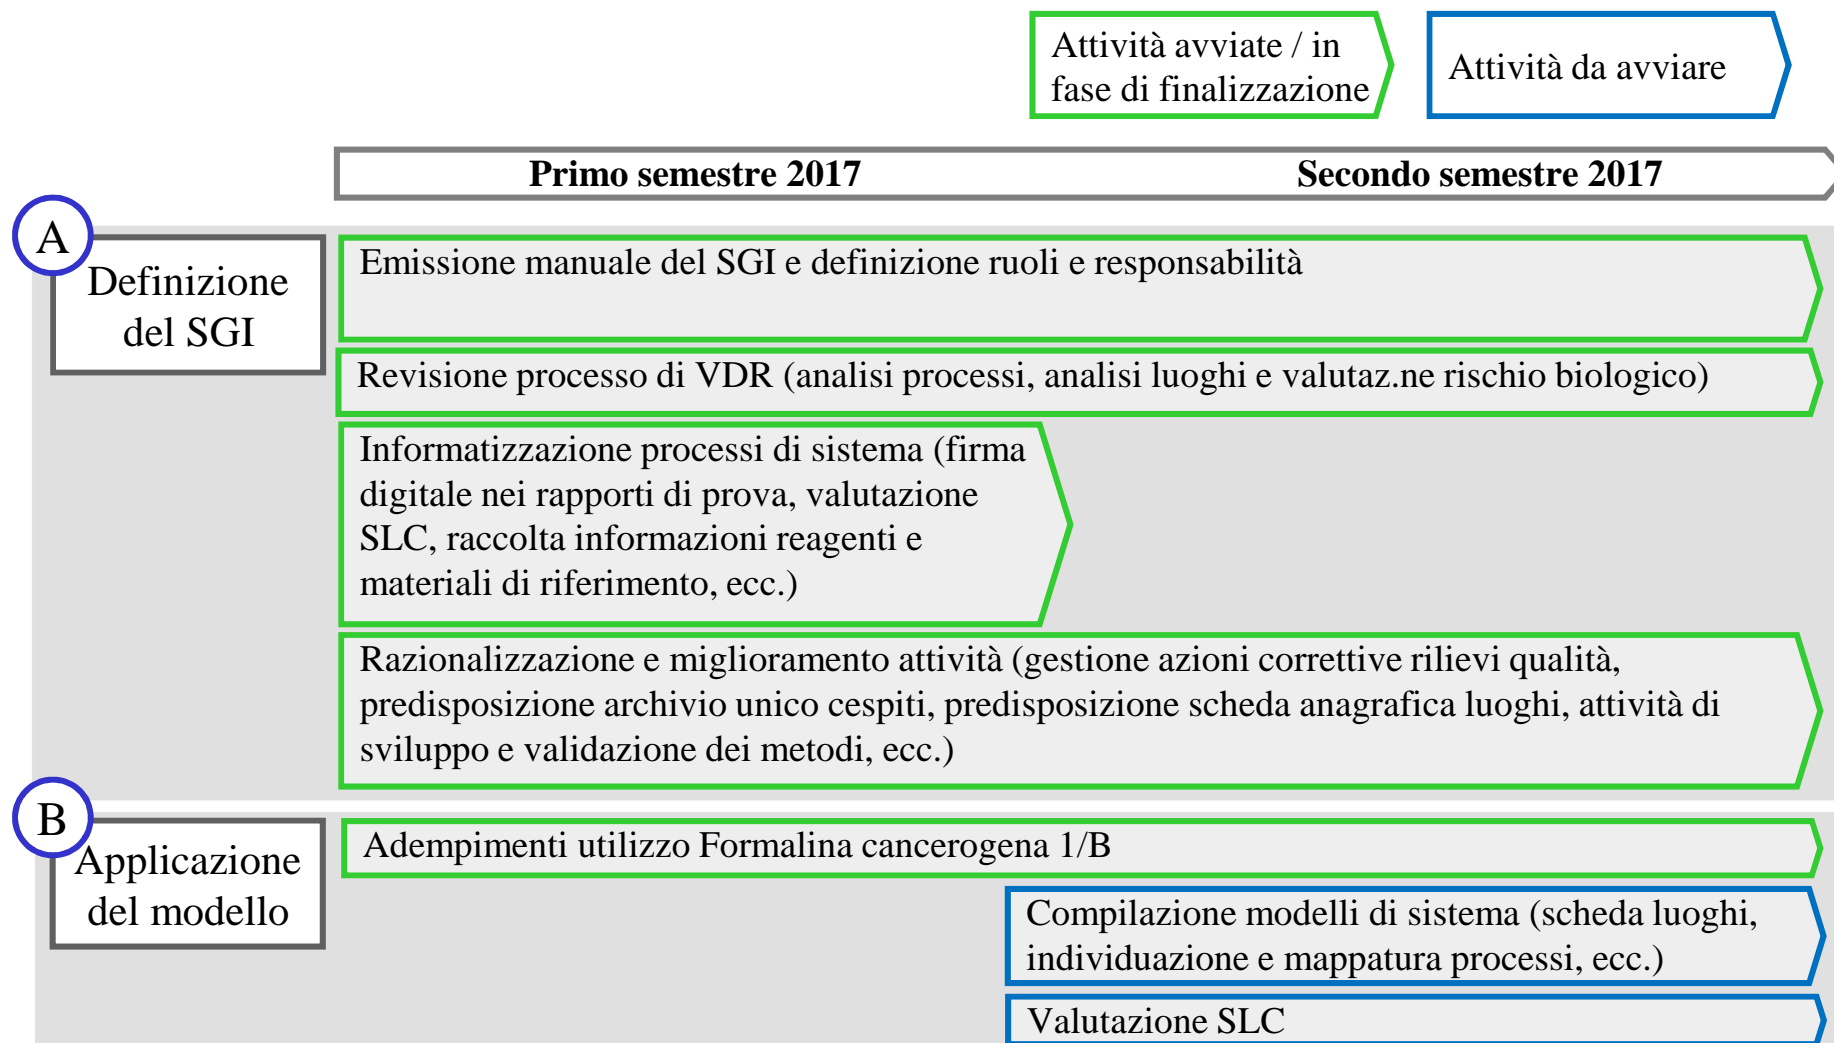 Attività avviate / in
fase di finalizzazione
Attività da avviare
Primo semestre 2017
Secondo semestre 2017
A
Definizione
del SGI
Emissione manuale del SGI e definizione ruoli e responsabilità
Revisione processo di VDR (analisi processi, analisi luoghi e valutaz.ne rischio biologico)
Informatizzazione processi di sistema (firma
digitale nei rapporti di prova, valutazione
SLC, raccolta informazioni reagenti e
materiali di riferimento, ecc.)
Razionalizzazione e miglioramento attività (gestione azioni correttive rilievi qualità,
predisposizione archivio unico cespiti, predisposizione scheda anagrafica luoghi, attività di
sviluppo e validazione dei metodi, ecc.)
B
Applicazione
del modello
Adempimenti utilizzo Formalina cancerogena 1/B
Compilazione modelli di sistema (scheda luoghi,
individuazione e mappatura processi, ecc.)
Valutazione SLC